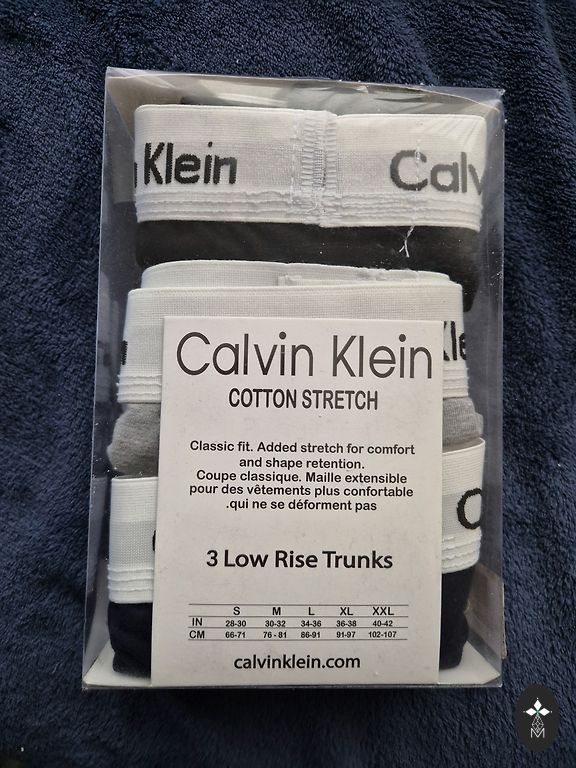 Klein Calv
Klein
Calvin Klein
COTTON STRETCH
Classic fit. Added stretch for comfort
and shape retention.
Coupe classique. Maille extensible
pour des vêtements plus confortable
.qui ne se déforment pas
3 Low Rise Trunks
S M L XL XXL
IN 28-30 30-32 34-36 36-38 40-42
CM 66-71 76 - 81 86-91 91-97 102-107
calvinklein.com
M